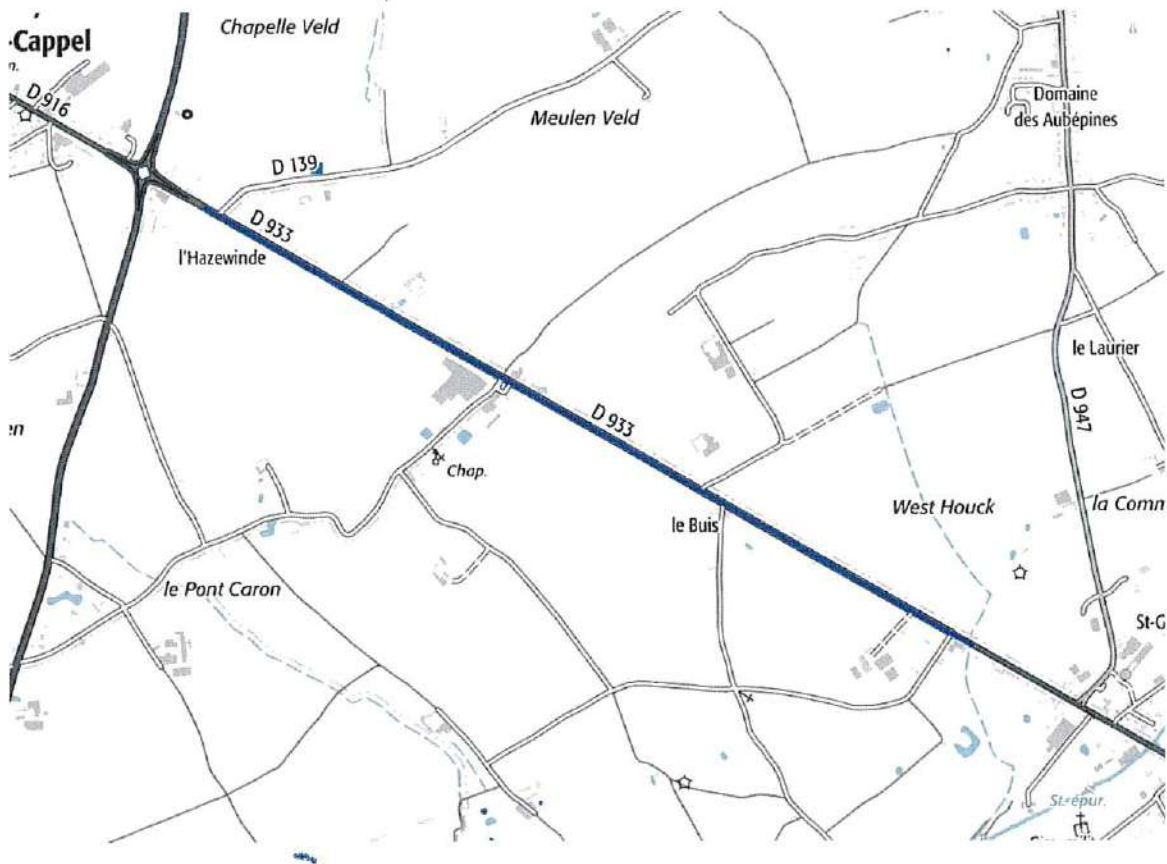 Chapelle Veld
-Cappel
D 916
Meulen Veld
Domaine
des Aubépines
D 139
D 933
l'Hazewinde
le Laurier
D 933
D 947
en
Chap.
West Houck
la Comm
le Buis
le Pont Caron
St-G
St-épur.